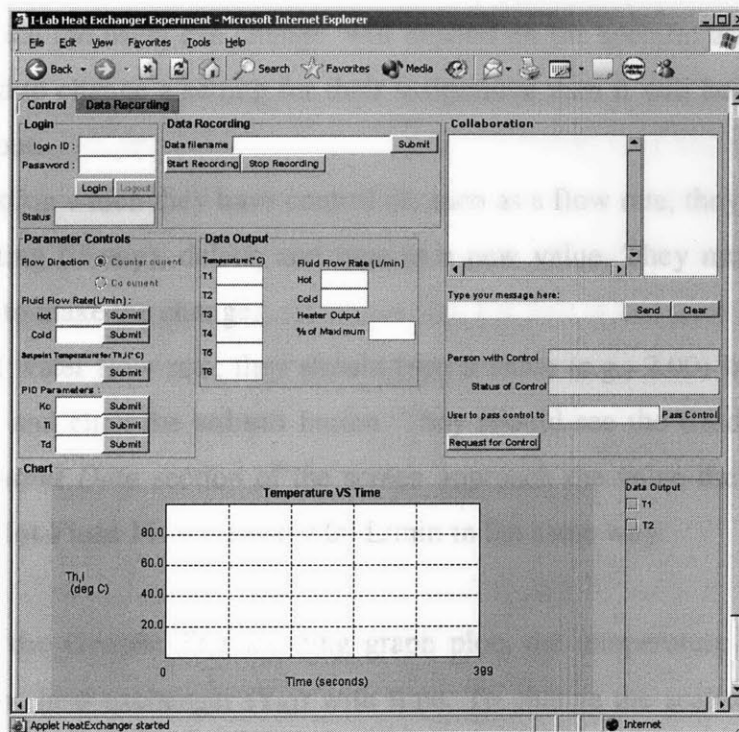 I-Lab Heat Exchanger Experiment - Microsoft Internet Explorer
File Edit View Favorites Tools Help
Back Search Favorites Media
Control Data Recording
Login
login ID :
Password :
Login Logout
Status
Data Recording
Data filename Submit
Start Recording Stop Recording
Collaboration
Type your message here:
Send Clear
Person with Control
Status of Control
User to pass control to Pass Control
Request for Control
Parameter Controls
Flow Direction Counter current
Co current
Fluid Flow Rate(L/min) :
Hot Submit
Cold Submit
Setpoint Temperature for Th,i(°C)
Submit
PID Parameters :
Kc Submit
Ti Submit
Td Submit
Data Output
Temperature(°C)
T1
T2
T3
T4
T5
T6
Fluid Flow Rate(L/min)
Hot
Cold
Heater Output
% of Maximum
Chart
Temperature VS Time
80.0
60.0
40.0
20.0
Th,i
(deg C)
0 399
Time (seconds)
Data Output
T1
T2
Applet HeatExchanger started Internet